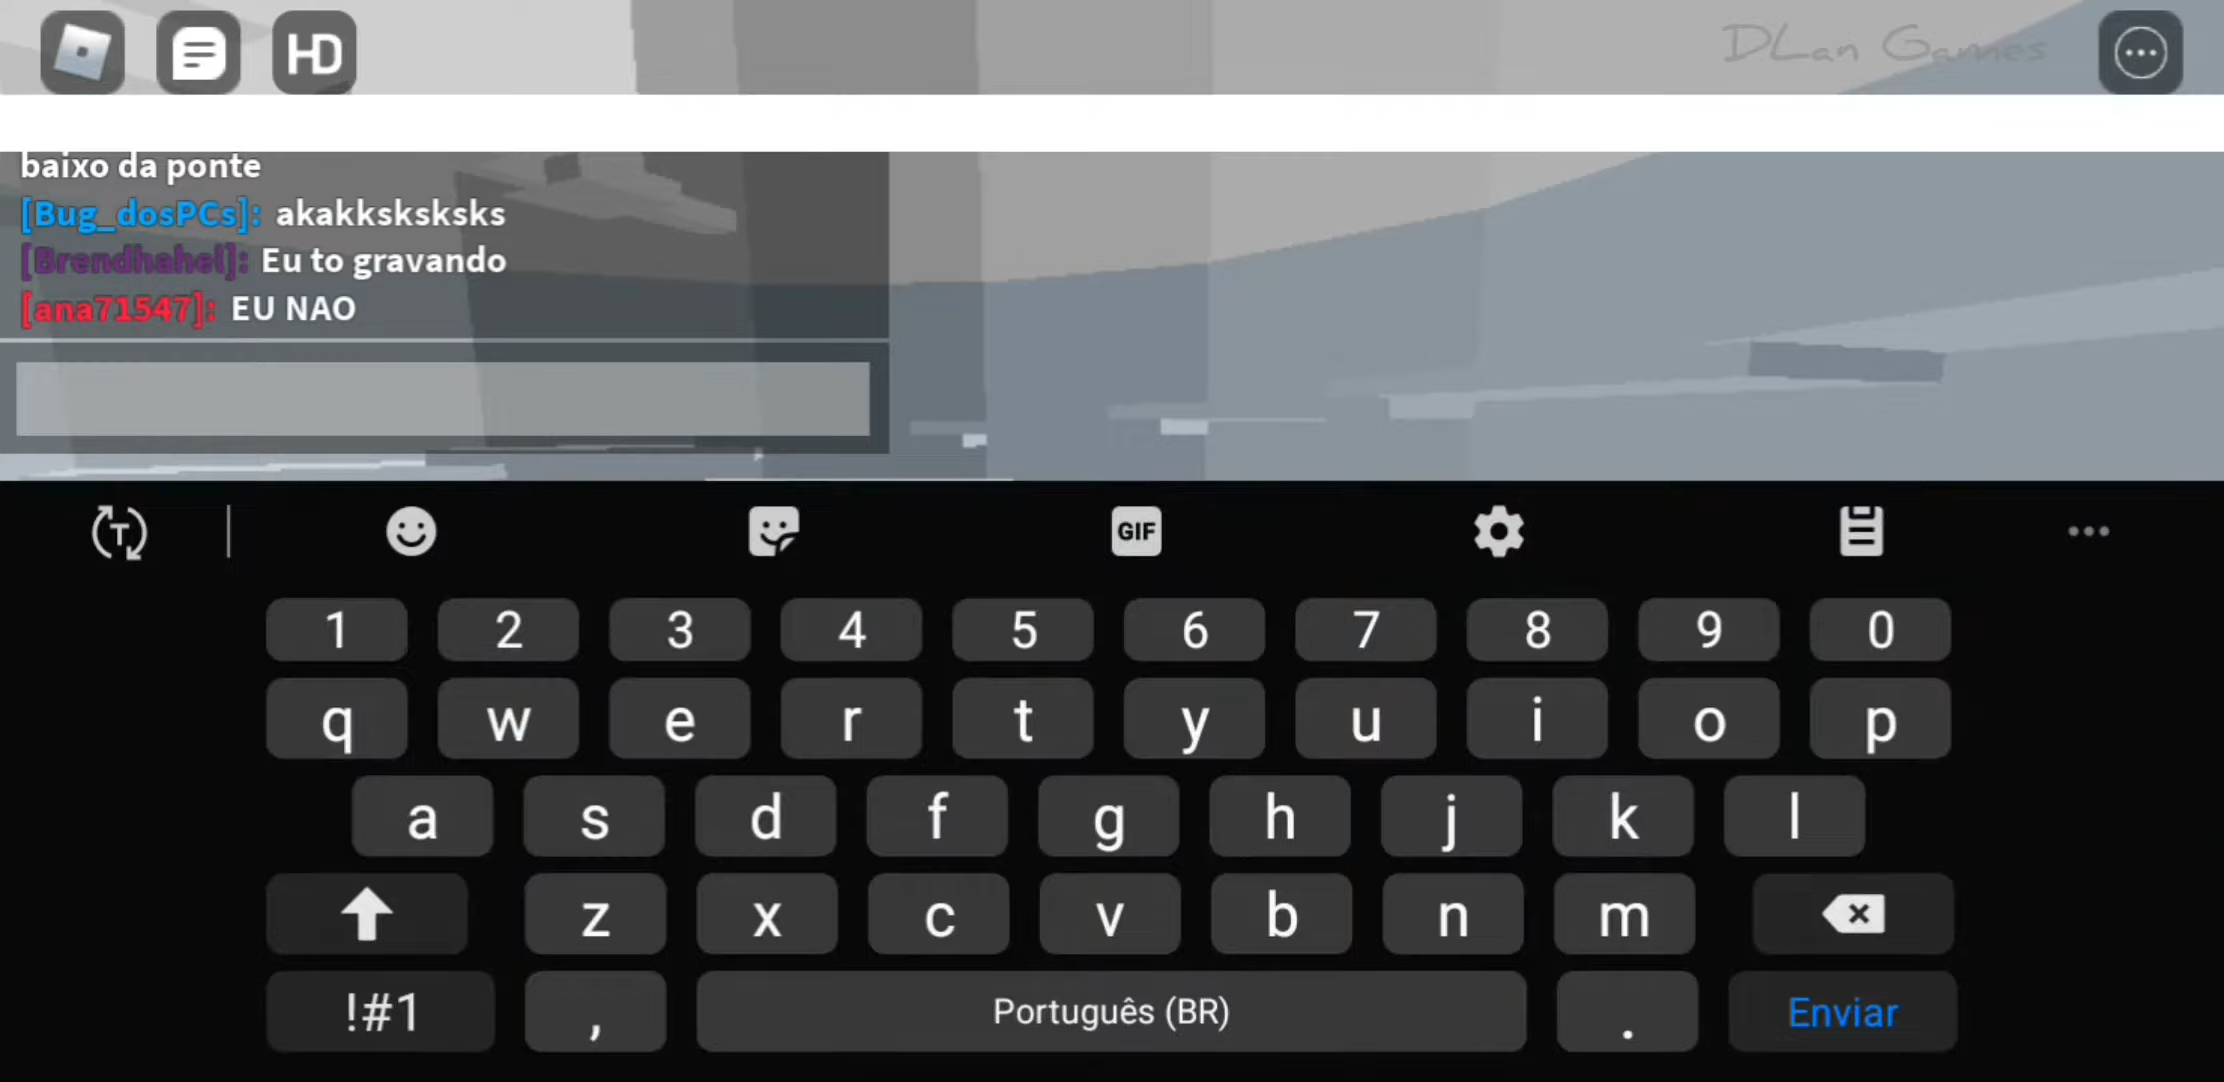 HD
DLan Games
baixo da ponte
[Bug_dosPCs]: akakksksksks
[Brendhahel]: Eu to gravando
[ana71547]: EU NAO
GIF
1 2 3 4 5 6 7 8 9 0
q w e r t y u i o p
a s d f g h j k l
z x c v b n m
!#1 , Português (BR) . Enviar